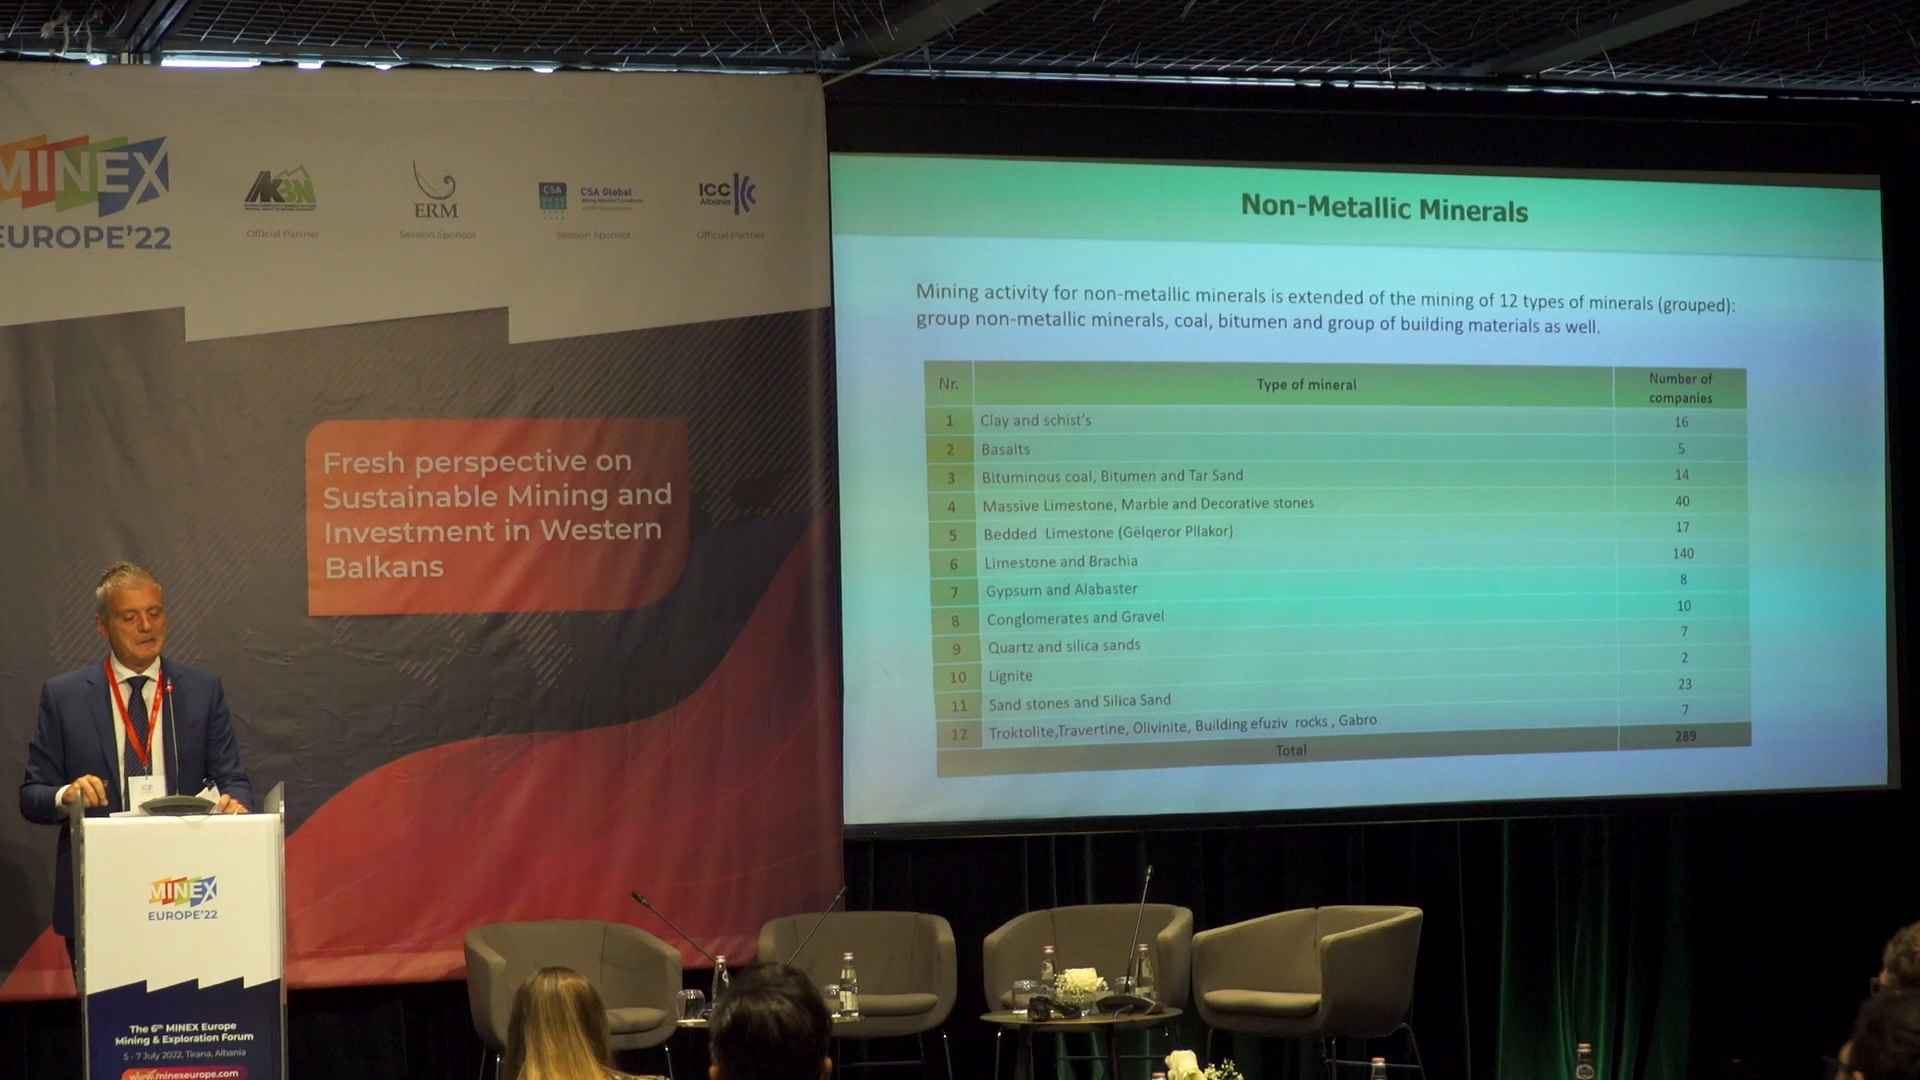 MINEX
EUROPE'22
AKBN
Official Partner
ERM
Session Sponsor
CSA
CSA Global
Mining Industry Consultants
Session Sponsor
ICC
Albania
Official Partner
Fresh perspective on
Sustainable Mining and
Investment in Western
Balkans
Non-Metallic Minerals
Mining activity for non-metallic minerals is extended of the mining of 12 types of minerals (grouped):
group non-metallic minerals, coal, bitumen and group of building materials as well.
Nr. Type of mineral Number of companies
1 Clay and schist's 16
2 Basalts 5
3 Bituminous coal, Bitumen and Tar Sand 14
4 Massive Limestone, Marble and Decorative stones 40
5 Bedded Limestone (Gëlqeror Pllakor) 17
6 Limestone and Brachia 140
7 Gypsum and Alabaster 8
8 Conglomerates and Gravel 10
9 Quartz and silica sands 7
10 Lignite 2
11 Sand stones and Silica Sand 23
12 Troktolite,Travertine, Olivinite, Building efuziv rocks , Gabro 7
Total 289
MINEX
EUROPE'22
The 6th MINEX Europe
Mining & Exploration Forum
5 - 7 July 2022, Tirana, Albania
www.minexeurope.com